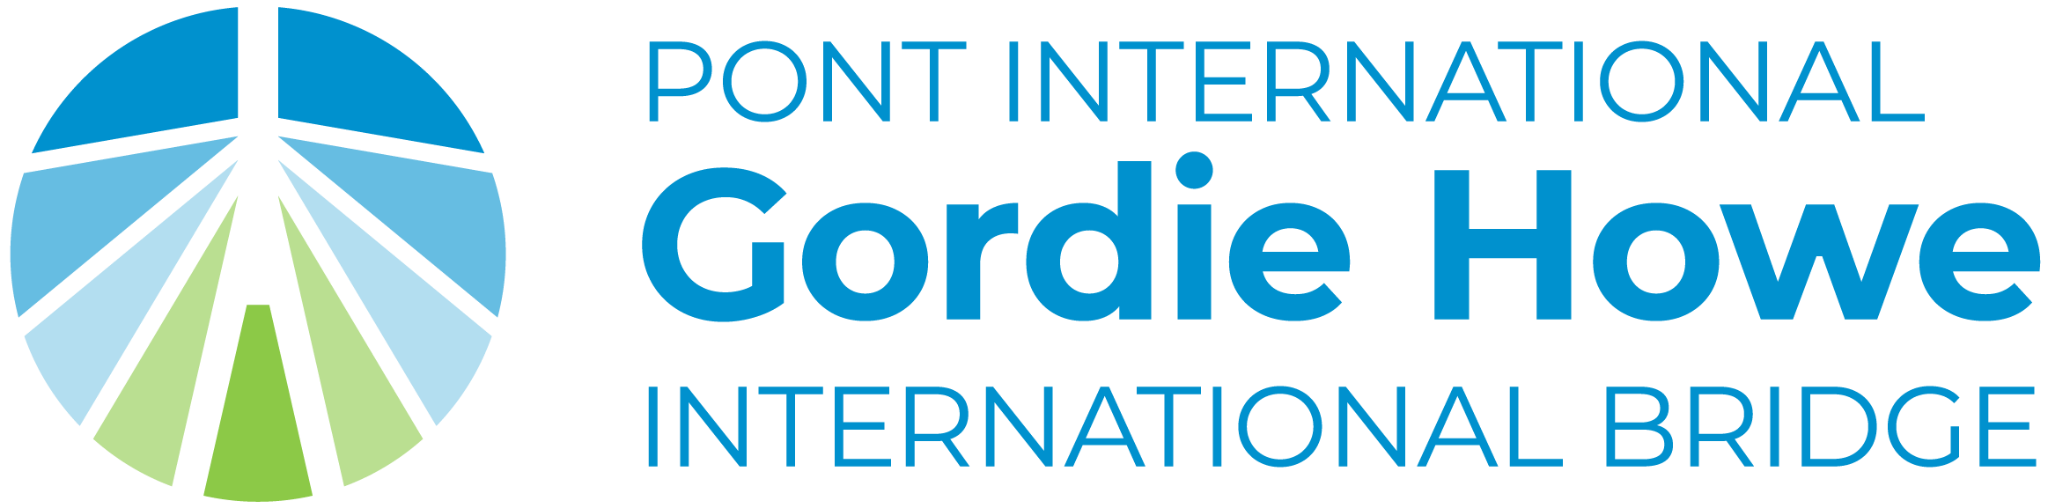 PONT INTERNATIONAL
Gordie Howe
INTERNATIONAL BRIDGE